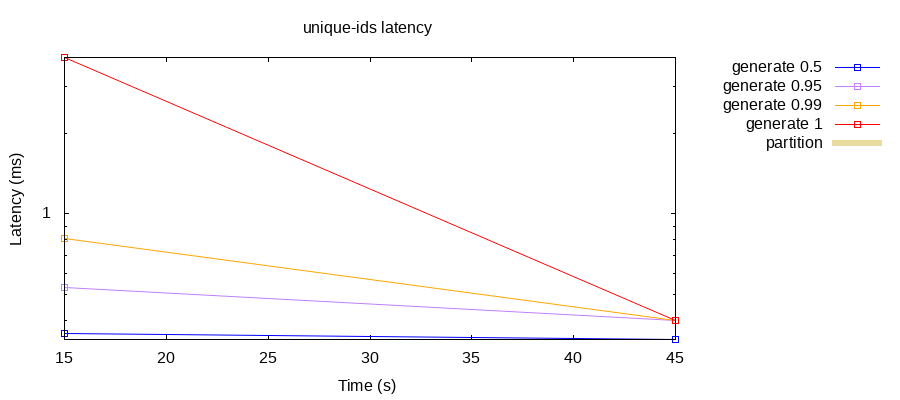 unique-ids latency
generate 0.5
generate 0.95
generate 0.99
generate 1
partition
Latency (ms)
1
15 20 25 30 35 40 45
Time (s)